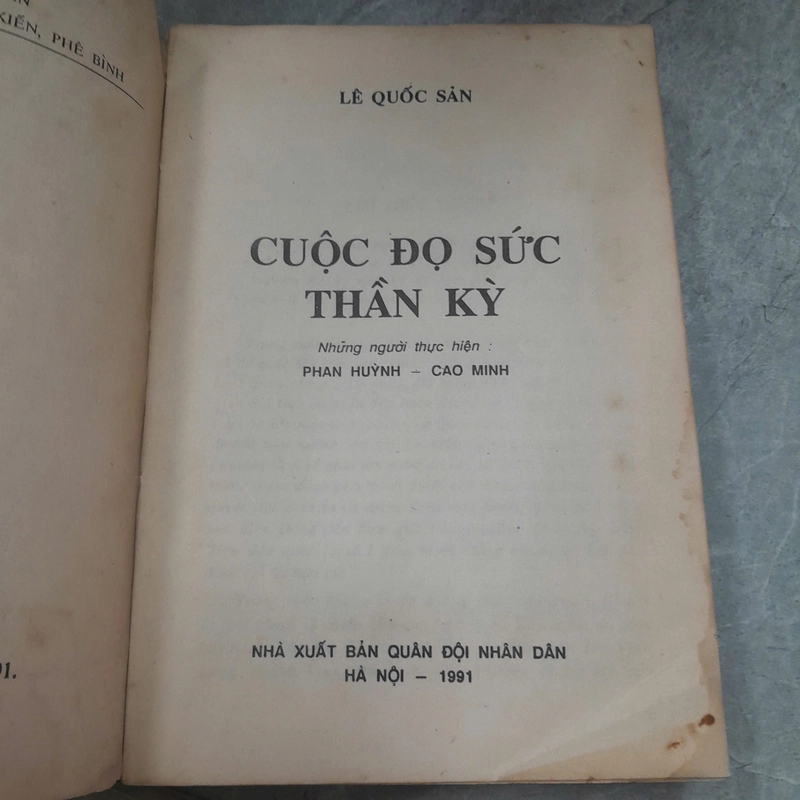 KIẾN, PHÊ BÌNH
LÊ QUỐC SẢN
CUỘC ĐỌ SỨC
THẦN KỲ
Những người thực hiện :
PHAN HUỲNH – CAO MINH
NHÀ XUẤT BẢN QUÂN ĐỘI NHÂN DÂN
HÀ NỘI – 1991